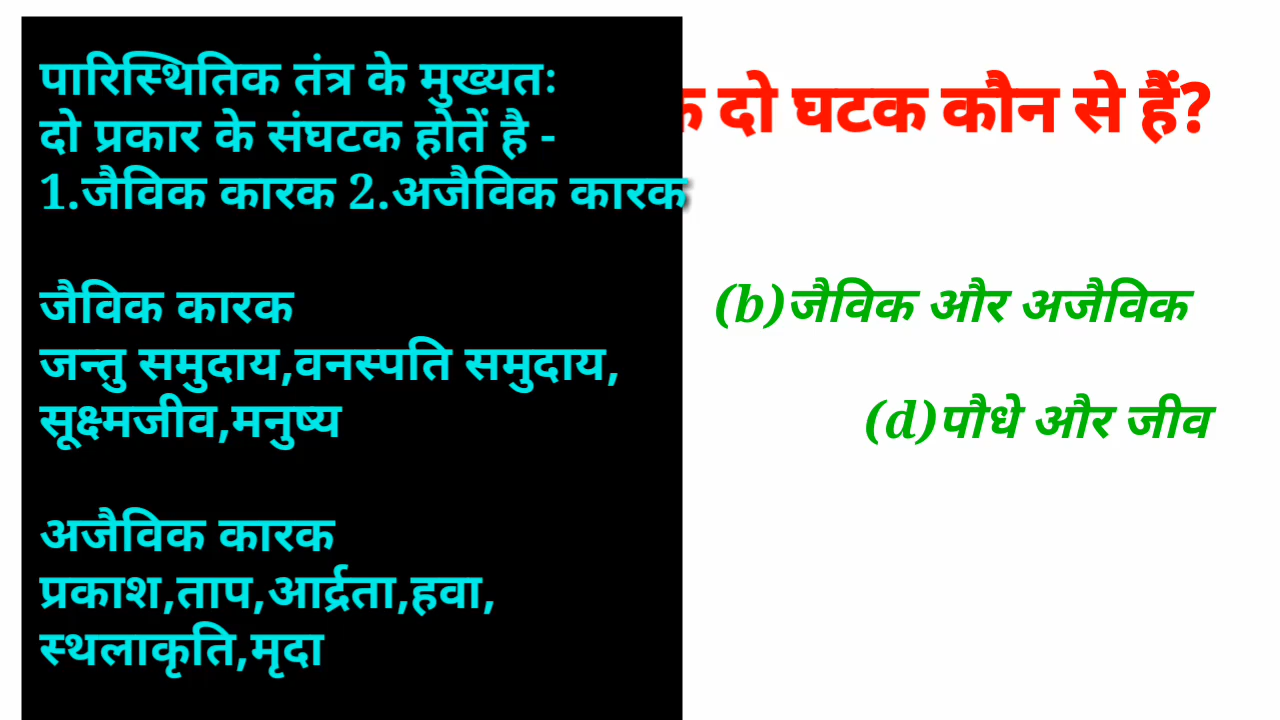 पारिस्थितिक तंत्र के मुख्यतः
दो प्रकार के संघटक होतें है -
1.जैविक कारक 2.अजैविक कारक
जैविक कारक
जन्तु समुदाय,वनस्पति समुदाय,
सूक्ष्मजीव,मनुष्य
अजैविक कारक
प्रकाश,ताप,आर्द्रता,हवा,
स्थलाकृति,मृदा
दो घटक कौन से हैं?
(b)जैविक और अजैविक
(d)पौधे और जीव